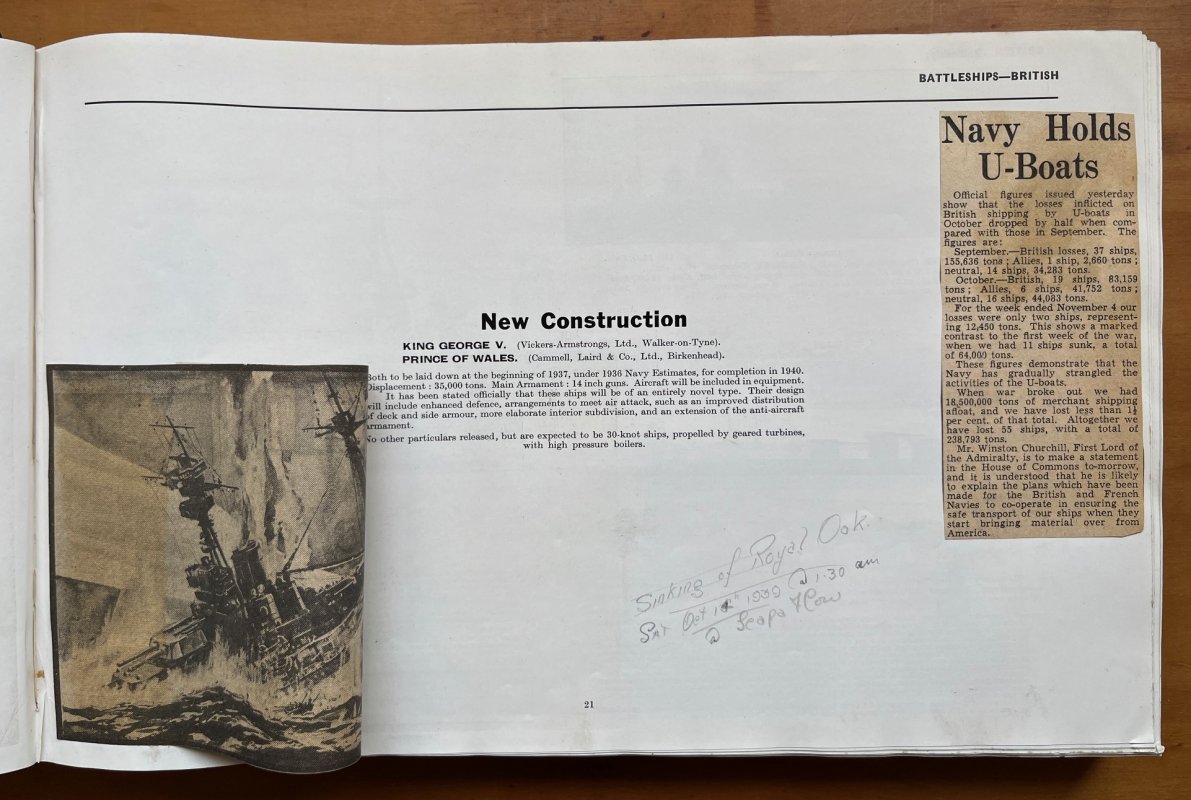 BATTLESHIPS—BRITISH
New Construction
KING GEORGE V. (Vickers-Armstrongs, Ltd., Walker-on-Tyne).
PRINCE OF WALES. (Cammell, Laird & Co., Ltd., Birkenhead).
Both to be laid down at the beginning of 1937, under 1936 Navy Estimates, for completion in 1940.
Displacement : 35,000 tons. Main Armament : 14 inch guns. Aircraft will be included in equipment.
It has been stated officially that these ships will be of an entirely novel type. Their design
will include enhanced defence, arrangements to meet air attack, such as an improved distribution
of deck and side armour, more elaborate interior subdivision, and an extension of the anti-aircraft
armament.
No other particulars released, but are expected to be 30-knot ships, propelled by geared turbines,
with high pressure boilers.
Sinking of Royal Oak.
Sat Oct 14th 1939 @ 1·30 am
@ Scapa Flow
21
Navy Holds
U-Boats
Official figures issued yesterday
show that the losses inflicted on
British shipping by U-boats in
October dropped by half when com-
pared with those in September. The
figures are:
September.—British losses, 37 ships,
155,636 tons ; Allies, 1 ship, 2,660 tons ;
neutral, 14 ships, 34,283 tons.
October.—British, 19 ships, 83,159
tons ; Allies, 6 ships, 41,752 tons ;
neutral, 16 ships, 44,083 tons.
For the week ended November 4 our
losses were only two ships, represent-
ing 12,450 tons. This shows a marked
contrast to the first week of the war,
when we had 11 ships sunk, a total
of 64,000 tons.
These figures demonstrate that the
Navy has gradually strangled the
activities of the U-boats.
When war broke out we had
18,500,000 tons of merchant shipping
afloat, and we have lost less than 1½
per cent. of that total. Altogether we
have lost 55 ships, with a total of
238,793 tons.
Mr. Winston Churchill, First Lord of
the Admiralty, is to make a statement
in the House of Commons to-morrow,
and it is understood that he is likely
to explain the plans which have been
made for the British and French
Navies to co-operate in ensuring the
safe transport of our ships when they
start bringing material over from
America.